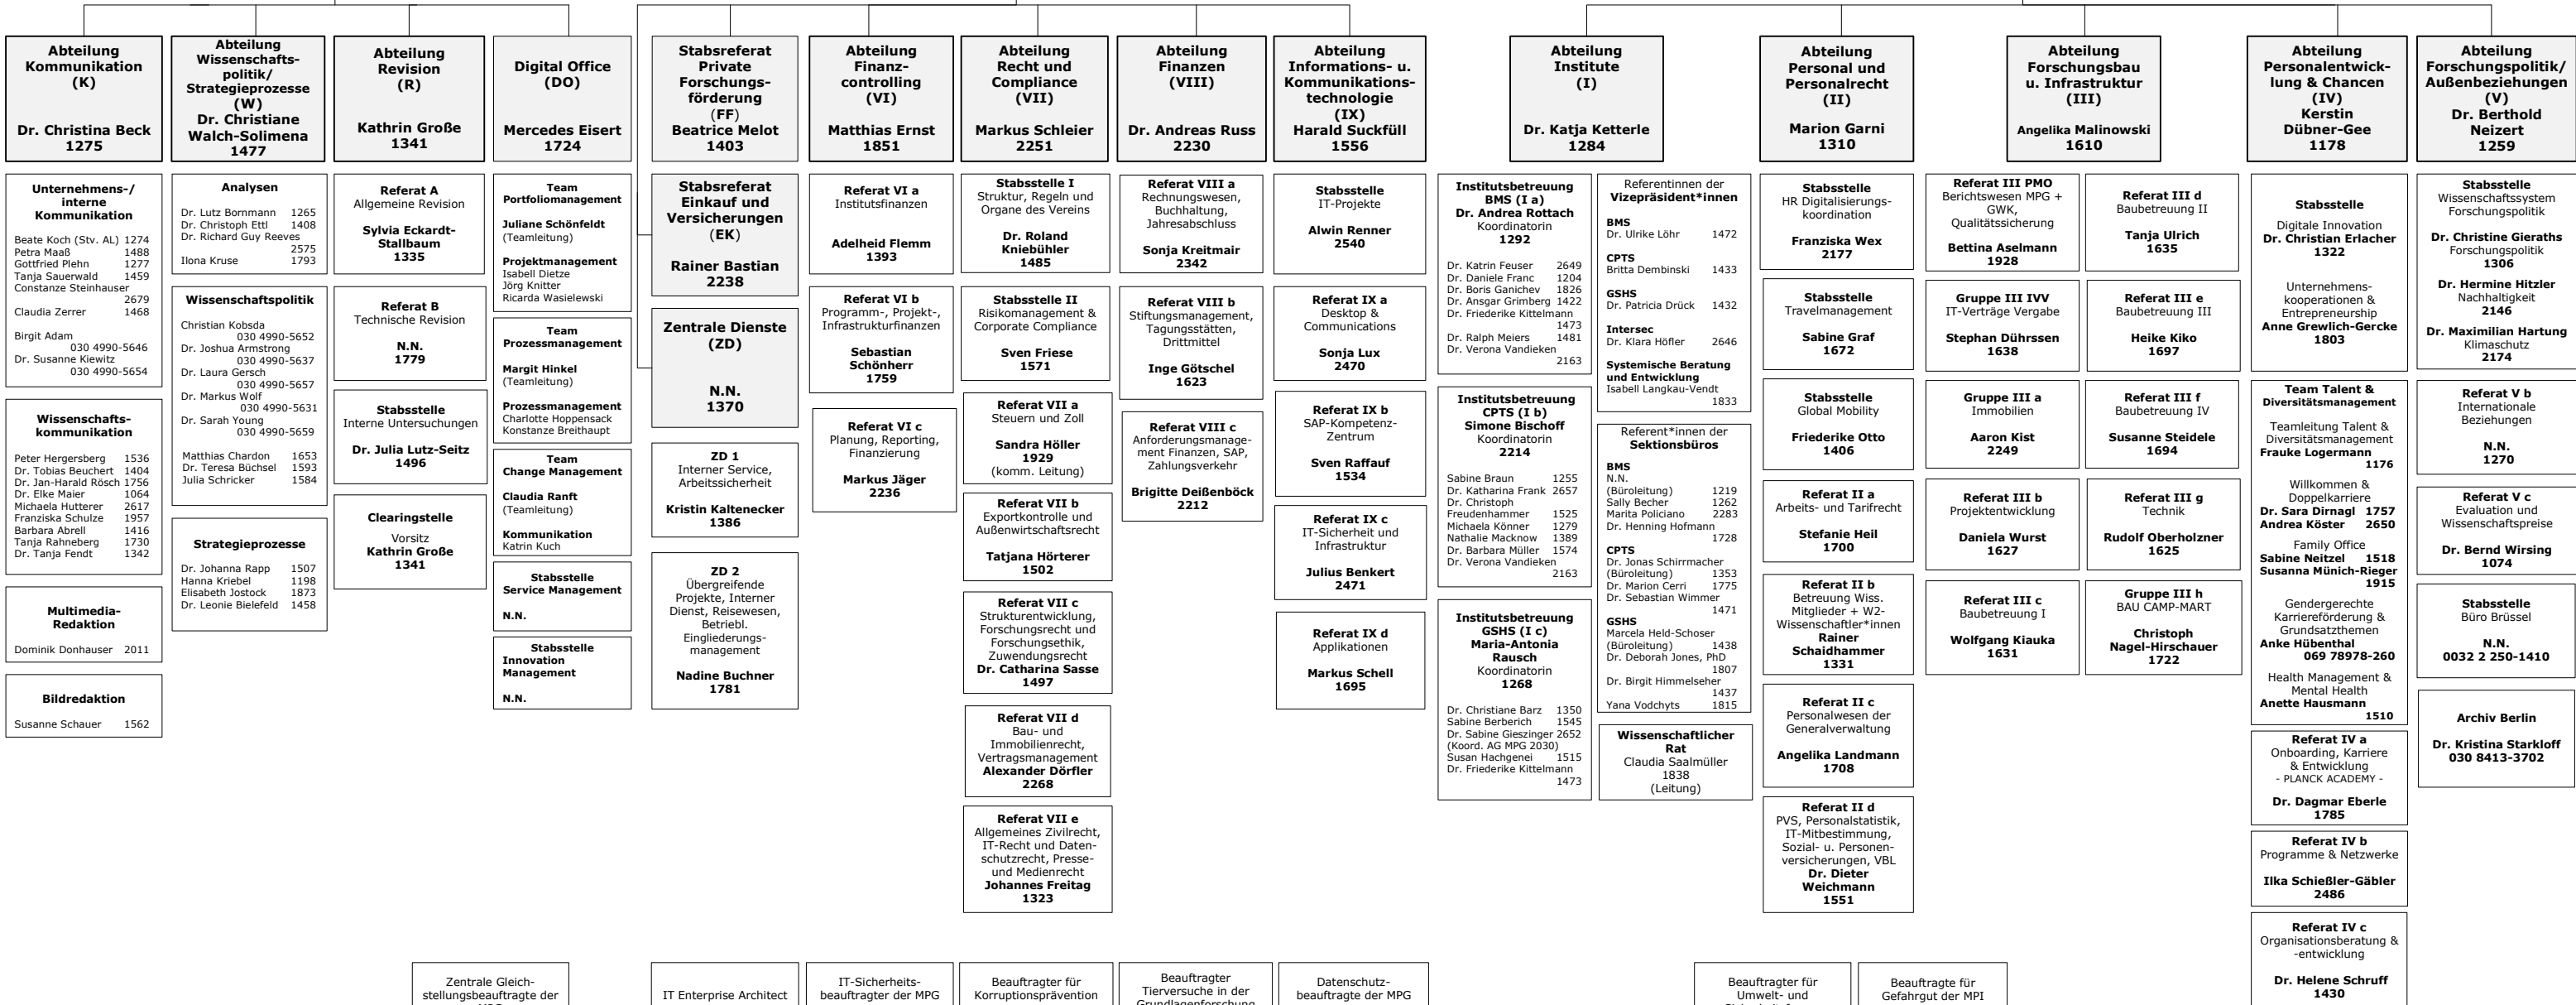 Abteilung
Kommunikation
(K)
Dr. Christina Beck
1275
Unternehmens-/
interne
Kommunikation
Beate Koch (Stv. AL) 1274
Petra Maaß 1488
Gottfried Plehn 1277
Tanja Sauerwald 1459
Constanze Steinhauser
2679
Claudia Zerrer 1468
Birgit Adam
030 4990-5646
Dr. Susanne Kiewitz
030 4990-5654
Wissenschafts-
kommunikation
Peter Hergersberg 1536
Dr. Tobias Beuchert 1404
Dr. Jan-Harald Rösch 1756
Dr. Elke Maier 1064
Michaela Hutterer 2617
Franziska Schulze 1957
Barbara Abrell 1416
Tanja Rahneberg 1730
Dr. Tanja Fendt 1342
Multimedia-
Redaktion
Dominik Donhauser 2011
Bildredaktion
Susanne Schauer 1562
Abteilung
Wissenschafts-
politik/
Strategieprozesse
(W)
Dr. Christiane
Walch-Solimena
1477
Analysen
Dr. Lutz Bornmann 1265
Dr. Christoph Ettl 1408
Dr. Richard Guy Reeves
2575
Ilona Kruse 1793
Wissenschaftspolitik
Christian Kobsda
030 4990-5652
Dr. Joshua Armstrong
030 4990-5637
Dr. Laura Gersch
030 4990-5657
Dr. Markus Wolf
030 4990-5631
Dr. Sarah Young
030 4990-5659
Matthias Chardon 1653
Dr. Teresa Büchsel 1593
Julia Schricker 1584
Strategieprozesse
Dr. Johanna Rapp 1507
Hanna Kriebel 1198
Elisabeth Jostock 1873
Dr. Leonie Bielefeld 1458
Abteilung
Revision
(R)
Kathrin Große
1341
Referat A
Allgemeine Revision
Sylvia Eckardt-
Stallbaum
1335
Referat B
Technische Revision
N.N.
1779
Stabsstelle
Interne Untersuchungen
Dr. Julia Lutz-Seitz
1496
Clearingstelle
Vorsitz
Kathrin Große
1341
Digital Office
(DO)
Mercedes Eisert
1724
Team
Portfoliomanagement
Juliane Schönfeldt
(Teamleitung)
Projektmanagement
Isabell Dietze
Jörg Knitter
Ricarda Wasielewski
Team
Prozessmanagement
Margit Hinkel
(Teamleitung)
Prozessmanagement
Charlotte Hoppensack
Konstanze Breithaupt
Team
Change Management
Claudia Ranft
(Teamleitung)
Kommunikation
Katrin Kuch
Stabsstelle
Service Management
N.N.
Stabsstelle
Innovation
Management
N.N.
Stabsreferat
Private
Forschungs-
förderung
(FF)
Beatrice Melot
1403
Stabsreferat
Einkauf und
Versicherungen
(EK)
Rainer Bastian
2238
Zentrale Dienste
(ZD)
N.N.
1370
ZD 1
Interner Service,
Arbeitssicherheit
Kristin Kaltenecker
1386
ZD 2
Übergreifende
Projekte, Interner
Dienst, Reisewesen,
Betriebl.
Eingliederungs-
management
Nadine Buchner
1781
Abteilung
Finanz-
controlling
(VI)
Matthias Ernst
1851
Referat VI a
Institutsfinanzen
Adelheid Flemm
1393
Referat VI b
Programm-, Projekt-,
Infrastrukturfinanzen
Sebastian
Schönherr
1759
Referat VI c
Planung, Reporting,
Finanzierung
Markus Jäger
2236
Abteilung
Recht und
Compliance
(VII)
Markus Schleier
2251
Stabsstelle I
Struktur, Regeln und
Organe des Vereins
Dr. Roland
Kniebühler
1485
Stabsstelle II
Risikomanagement &
Corporate Compliance
Sven Friese
1571
Referat VII a
Steuern und Zoll
Sandra Höller
1929
(komm. Leitung)
Referat VII b
Exportkontrolle und
Außenwirtschaftsrecht
Tatjana Hörterer
1502
Referat VII c
Strukturentwicklung,
Forschungsrecht und
Forschungsethik,
Zuwendungsrecht
Dr. Catharina Sasse
1497
Referat VII d
Bau- und
Immobilienrecht,
Vertragsmanagement
Alexander Dörfler
2268
Referat VII e
Allgemeines Zivilrecht,
IT-Recht und Daten-
schutzrecht, Presse-
und Medienrecht
Johannes Freitag
1323
Abteilung
Finanzen
(VIII)
Dr. Andreas Russ
2230
Referat VIII a
Rechnungswesen,
Buchhaltung,
Jahresabschluss
Sonja Kreitmair
2342
Referat VIII b
Stiftungsmanagement,
Tagungsstätten,
Drittmittel
Inge Götschel
1623
Referat VIII c
Anforderungsmanage-
ment Finanzen, SAP,
Zahlungsverkehr
Brigitte Deißenböck
2212
Abteilung
Informations- u.
Kommunikations-
technologie
(IX)
Harald Suckfüll
1556
Stabsstelle
IT-Projekte
Alwin Renner
2540
Referat IX a
Desktop &
Communications
Sonja Lux
2470
Referat IX b
SAP-Kompetenz-
Zentrum
Sven Raffauf
1534
Referat IX c
IT-Sicherheit und
Infrastruktur
Julius Benkert
2471
Referat IX d
Applikationen
Markus Schell
1695
Abteilung
Institute
(I)
Dr. Katja Ketterle
1284
Institutsbetreuung
BMS (I a)
Dr. Andrea Rottach
Koordinatorin
1292
Dr. Katrin Feuser 2649
Dr. Daniele Franc 1204
Dr. Boris Ganichev 1826
Dr. Ansgar Grimberg 1422
Dr. Friederike Kittelmann
1473
Dr. Ralph Meiers 1481
Dr. Verona Vandieken
2163
Institutsbetreuung
CPTS (I b)
Simone Bischoff
Koordinatorin
2214
Sabine Braun 1255
Dr. Katharina Frank 2657
Dr. Christoph
Freudenhammer 1525
Michaela Könner 1279
Nathalie Macknow 1389
Dr. Barbara Müller 1574
Dr. Verona Vandieken
2163
Institutsbetreuung
GSHS (I c)
Maria-Antonia
Rausch
Koordinatorin
1268
Dr. Christiane Barz 1350
Sabine Berberich 1545
Dr. Sabine Gieszinger 2652
(Koord. AG MPG 2030)
Susan Hachgenei 1515
Dr. Friederike Kittelmann
1473
Referentinnen der
Vizepräsident*innen
BMS
Dr. Ulrike Löhr 1472
CPTS
Britta Dembinski 1433
GSHS
Dr. Patricia Drück 1432
Intersec
Dr. Klara Höfler 2646
Systemische Beratung
und Entwicklung
Isabell Langkau-Vendt
1833
Referent*innen der
Sektionsbüros
BMS
N.N.
(Büroleitung) 1219
Sally Becher 1262
Marita Policiano 2283
Dr. Henning Hofmann
1728
CPTS
Dr. Jonas Schirrmacher
(Büroleitung) 1353
Dr. Marion Cerri 1775
Dr. Sebastian Wimmer
1471
GSHS
Marcela Held-Schoser
(Büroleitung) 1438
Dr. Deborah Jones, PhD
1807
Dr. Birgit Himmelseher
1437
Yana Vodchyts 1815
Wissenschaftlicher
Rat
Claudia Saalmüller
1838
(Leitung)
Abteilung
Personal und
Personalrecht
(II)
Marion Garni
1310
Stabsstelle
HR Digitalisierungs-
koordination
Franziska Wex
2177
Stabsstelle
Travelmanagement
Sabine Graf
1672
Stabsstelle
Global Mobility
Friederike Otto
1406
Referat II a
Arbeits- und Tarifrecht
Stefanie Heil
1700
Referat II b
Betreuung Wiss.
Mitglieder + W2-
Wissenschaftler*innen
Rainer
Schaidhammer
1331
Referat II c
Personalwesen der
Generalverwaltung
Angelika Landmann
1708
Referat II d
PVS, Personalstatistik,
IT-Mitbestimmung,
Sozial- u. Personen-
versicherungen, VBL
Dr. Dieter
Weichmann
1551
Abteilung
Forschungsbau
u. Infrastruktur
(III)
Angelika Malinowski
1610
Referat III PMO
Berichtswesen MPG +
GWK,
Qualitätssicherung
Bettina Aselmann
1928
Gruppe III IVV
IT-Verträge Vergabe
Stephan Dührssen
1638
Gruppe III a
Immobilien
Aaron Kist
2249
Referat III b
Projektentwicklung
Daniela Wurst
1627
Referat III c
Baubetreuung I
Wolfgang Kiauka
1631
Referat III d
Baubetreuung II
Tanja Ulrich
1635
Referat III e
Baubetreuung III
Heike Kiko
1697
Referat III f
Baubetreuung IV
Susanne Steidele
1694
Referat III g
Technik
Rudolf Oberholzner
1625
Gruppe III h
BAU CAMP-MART
Christoph
Nagel-Hirschauer
1722
Abteilung
Personalentwick-
lung & Chancen
(IV)
Kerstin
Dübner-Gee
1178
Stabsstelle
Digitale Innovation
Dr. Christian Erlacher
1322
Unternehmens-
kooperationen &
Entrepreneurship
Anne Grewlich-Gercke
1803
Team Talent &
Diversitätsmanagement
Teamleitung Talent &
Diversitätsmanagement
Frauke Logermann
1176
Willkommen &
Doppelkarriere
Dr. Sara Dirnagl 1757
Andrea Köster 2650
Family Office
Sabine Neitzel 1518
Susanna Münich-Rieger
1915
Gendergerechte
Karriereförderung &
Grundsatzthemen
Anke Hübenthal
069 78978-260
Health Management &
Mental Health
Anette Hausmann
1510
Referat IV a
Onboarding, Karriere
& Entwicklung
- PLANCK ACADEMY -
Dr. Dagmar Eberle
1785
Referat IV b
Programme & Netzwerke
Ilka Schießler-Gäbler
2486
Referat IV c
Organisationsberatung &
-entwicklung
Dr. Helene Schruff
1430
Abteilung
Forschungspolitik/
Außenbeziehungen
(V)
Dr. Berthold
Neizert
1259
Stabsstelle
Wissenschaftssystem
Forschungspolitik
Dr. Christine Gieraths
Forschungspolitik
1306
Dr. Hermine Hitzler
Nachhaltigkeit
2146
Dr. Maximilian Hartung
Klimaschutz
2174
Referat V b
Internationale
Beziehungen
N.N.
1270
Referat V c
Evaluation und
Wissenschaftspreise
Dr. Bernd Wirsing
1074
Stabsstelle
Büro Brüssel
N.N.
0032 2 250-1410
Archiv Berlin
Dr. Kristina Starkloff
030 8413-3702
Zentrale Gleich-
stellungsbeauftragte der
IT Enterprise Architect
IT-Sicherheits-
beauftragter der MPG
Beauftragter für
Korruptionsprävention
Beauftragter
Tierversuche in der
Grundlagenforschung
Datenschutz-
beauftragte der MPG
Beauftragter für
Umwelt- und
Beauftragte für
Gefahrgut der MPI